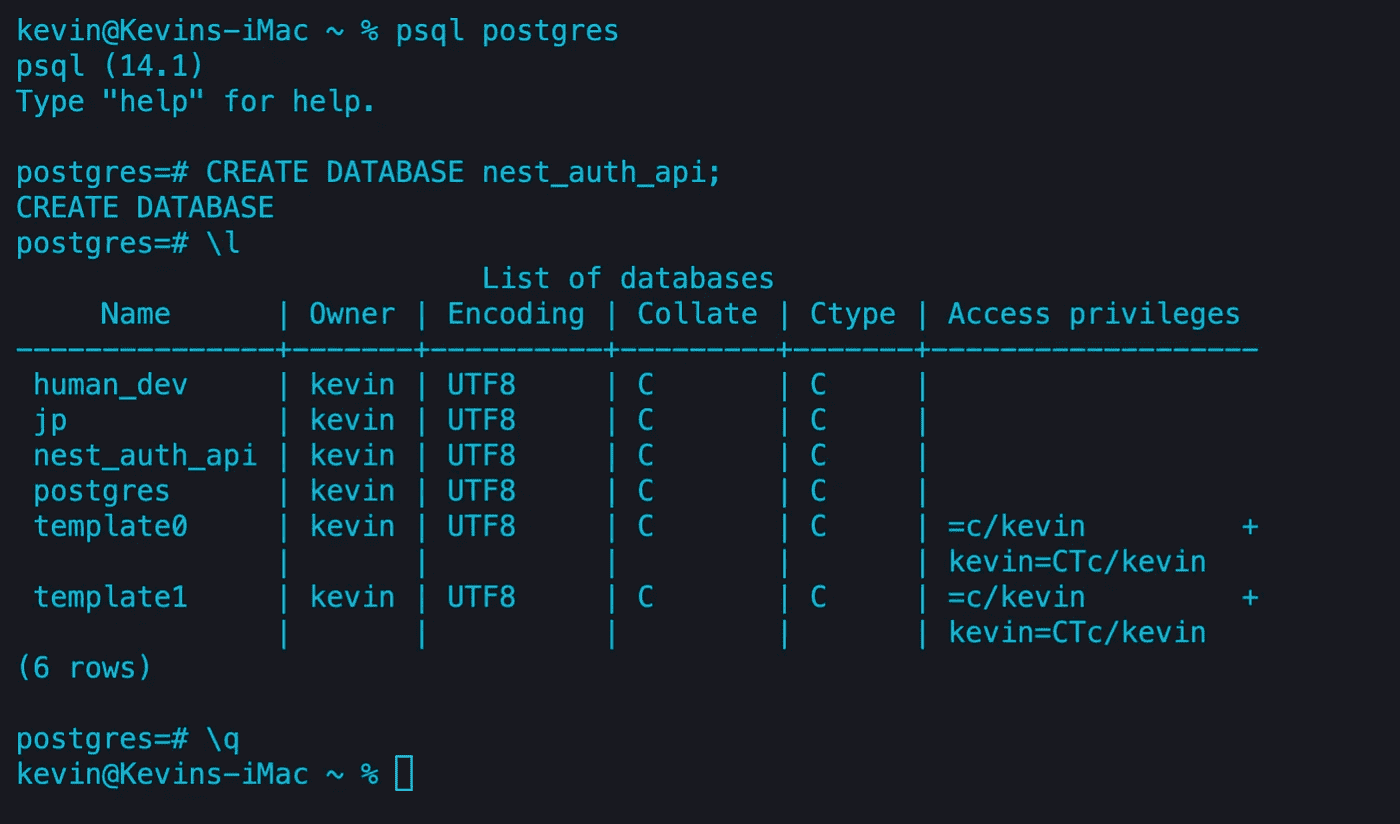 kevin@Kevins-iMac ~ % psql postgres
psql (14.1)
Type "help" for help.

postgres=# CREATE DATABASE nest_auth_api;
CREATE DATABASE
postgres=# \l
                           List of databases
     Name      | Owner | Encoding | Collate | Ctype | Access privileges
---------------+-------+----------+---------+-------+-------------------
 human_dev     | kevin | UTF8     | C       | C     |
 jp            | kevin | UTF8     | C       | C     |
 nest_auth_api | kevin | UTF8     | C       | C     |
 postgres      | kevin | UTF8     | C       | C     |
 template0     | kevin | UTF8     | C       | C     | =c/kevin         +
               |       |          |         |       | kevin=CTc/kevin
 template1     | kevin | UTF8     | C       | C     | =c/kevin         +
               |       |          |         |       | kevin=CTc/kevin
(6 rows)

postgres=# \q
kevin@Kevins-iMac ~ %